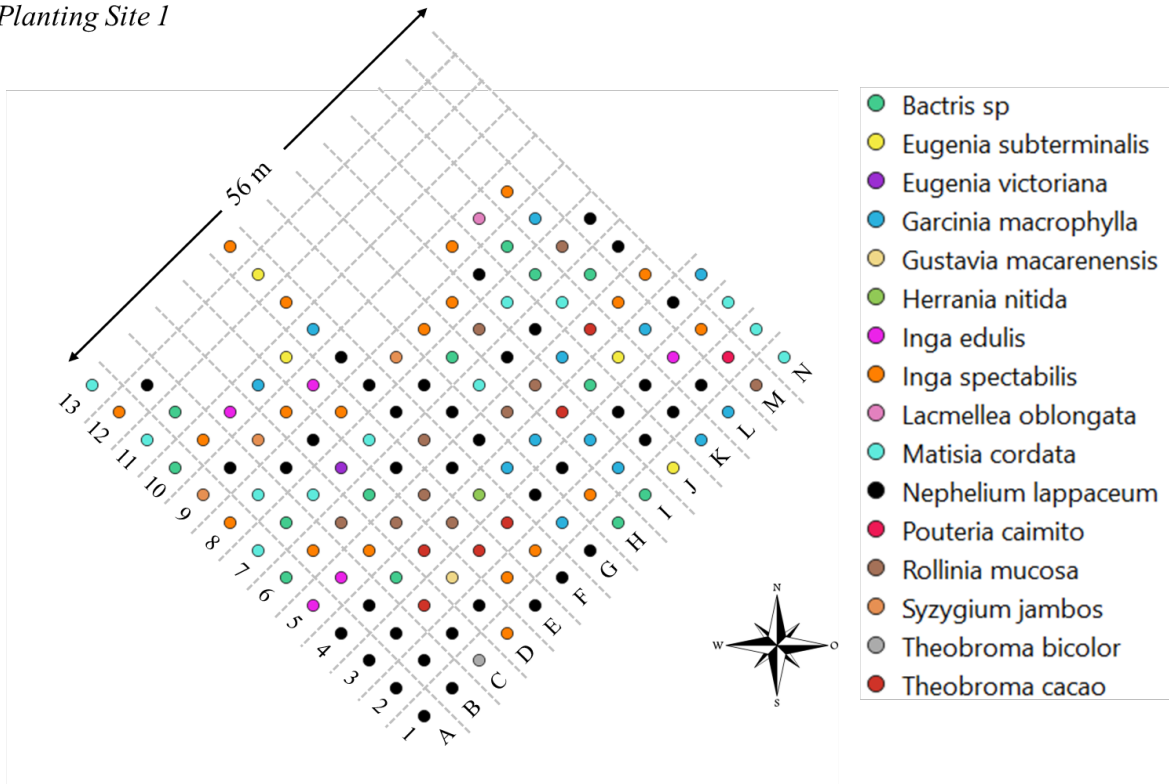 Planting Site 1
56 m
13
12
11
10
9
8
7
6
5
4
3
2
1
A
B
C
D
E
F
G
H
I
J
K
L
M
N
N
W
O
S
Bactris sp
Eugenia subterminalis
Eugenia victoriana
Garcinia macrophylla
Gustavia macarenensis
Herrania nitida
Inga edulis
Inga spectabilis
Lacmellea oblongata
Matisia cordata
Nephelium lappaceum
Pouteria caimito
Rollinia mucosa
Syzygium jambos
Theobroma bicolor
Theobroma cacao